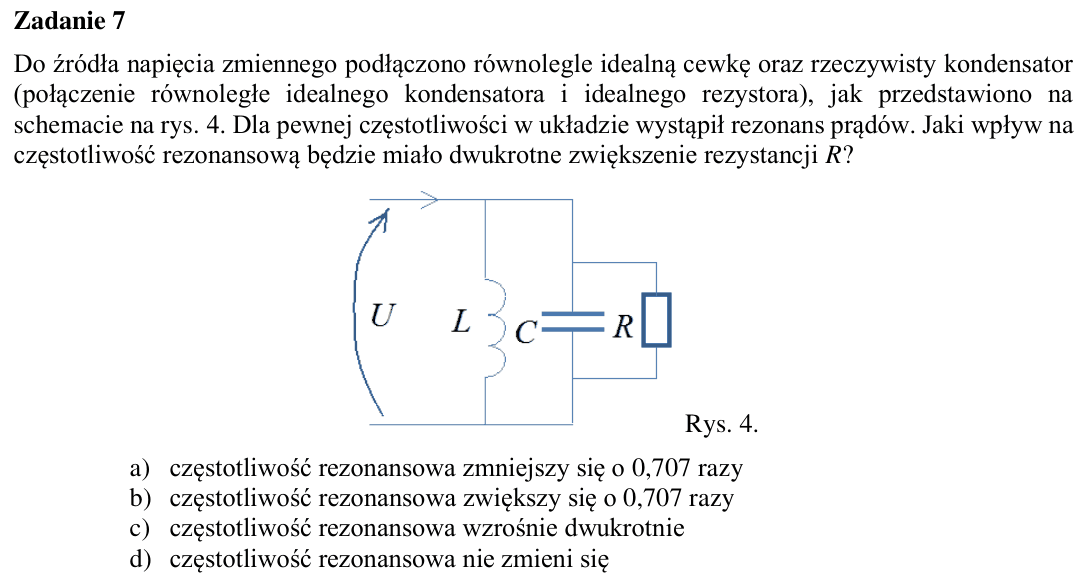 Zadanie 7
Do źródła napięcia zmiennego podłączono równolegle idealną cewkę oraz rzeczywisty kondensator
(połączenie równoległe idealnego kondensatora i idealnego rezystora), jak przedstawiono na
schemacie na rys. 4. Dla pewnej częstotliwości w układzie wystąpił rezonans prądów. Jaki wpływ na
częstotliwość rezonansową będzie miało dwukrotne zwiększenie rezystancji R?
U L C R
Rys. 4.
a) częstotliwość rezonansowa zmniejszy się o 0,707 razy
b) częstotliwość rezonansowa zwiększy się o 0,707 razy
c) częstotliwość rezonansowa wzrośnie dwukrotnie
d) częstotliwość rezonansowa nie zmieni się